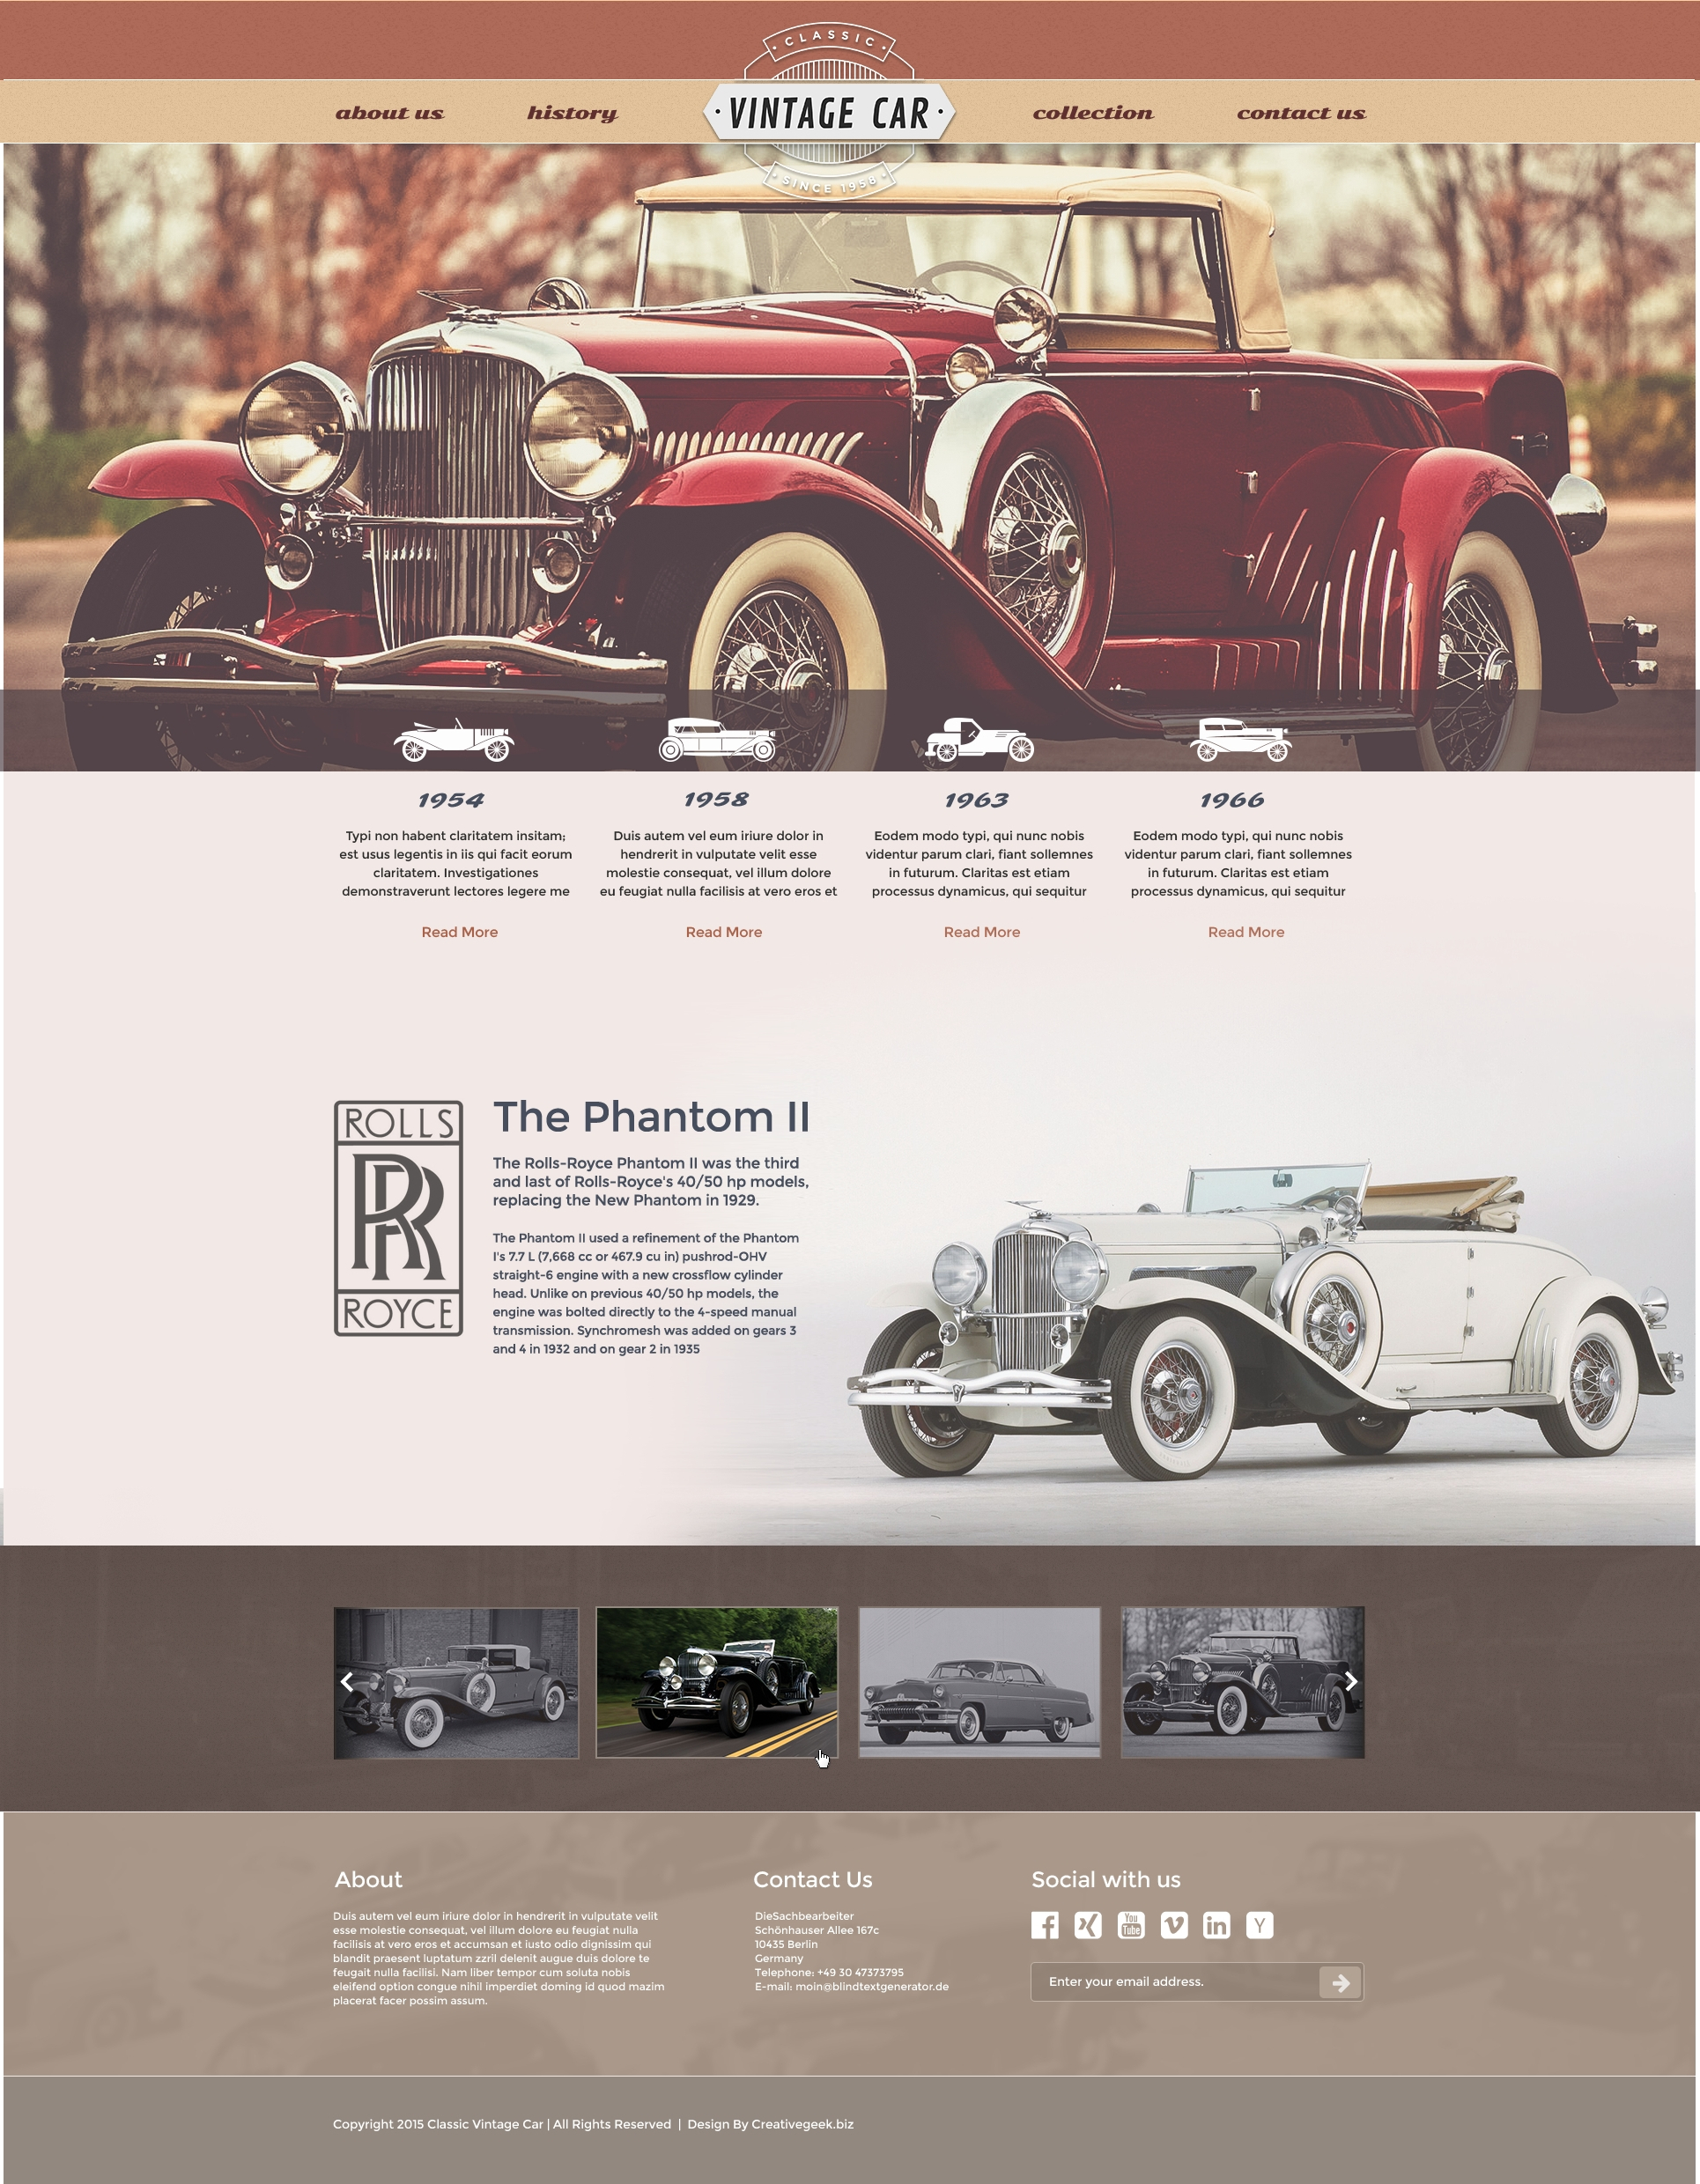 CLASSIC
about us
history
VINTAGE CAR
collection
contact us
SINCE 1958
1954
1958
1963
1966
Typi non habent claritatem insitam;
est usus legentis in iis qui facit eorum
claritatem. Investigationes
demonstraverunt lectores legere me
Read More
Duis autem vel eum iriure dolor in
hendrerit in vulputate velit esse
molestie consequat, vel illum dolore
eu feugiat nulla facilisis at vero eros et
Read More
Eodem modo typi, qui nunc nobis
videntur parum clari, fiant sollemnes
in futurum. Claritas est etiam
processus dynamicus, qui sequitur
Read More
Eodem modo typi, qui nunc nobis
videntur parum clari, fiant sollemnes
in futurum. Claritas est etiam
processus dynamicus, qui sequitur
Read More
ROLLS
RR
ROYCE
The Phantom II
The Rolls-Royce Phantom II was the third
and last of Rolls-Royce's 40/50 hp models,
replacing the New Phantom in 1929.
The Phantom II used a refinement of the Phantom
I's 7.7 L (7,668 cc or 467.9 cu in) pushrod-OHV
straight-6 engine with a new crossflow cylinder
head. Unlike on previous 40/50 hp models, the
engine was bolted directly to the 4-speed manual
transmission. Synchromesh was added on gears 3
and 4 in 1932 and on gear 2 in 1935
About
Duis autem vel eum iriure dolor in hendrerit in vulputate velit
esse molestie consequat, vel illum dolore eu feugiat nulla
facilisis at vero eros et accumsan et iusto odio dignissim qui
blandit praesent luptatum zzril delenit augue duis dolore te
feugait nulla facilisi. Nam liber tempor cum soluta nobis
eleifend option congue nihil imperdiet doming id quod mazim
placerat facer possim assum.
Contact Us
DieSachbearbeiter
Schönhauser Allee 167c
10435 Berlin
Germany
Telephone: +49 30 47373795
E-mail: moin@blindtextgenerator.de
Social with us
You
Tube
in
Y
Enter your email address.
Copyright 2015 Classic Vintage Car | All Rights Reserved | Design By Creativegeek.biz